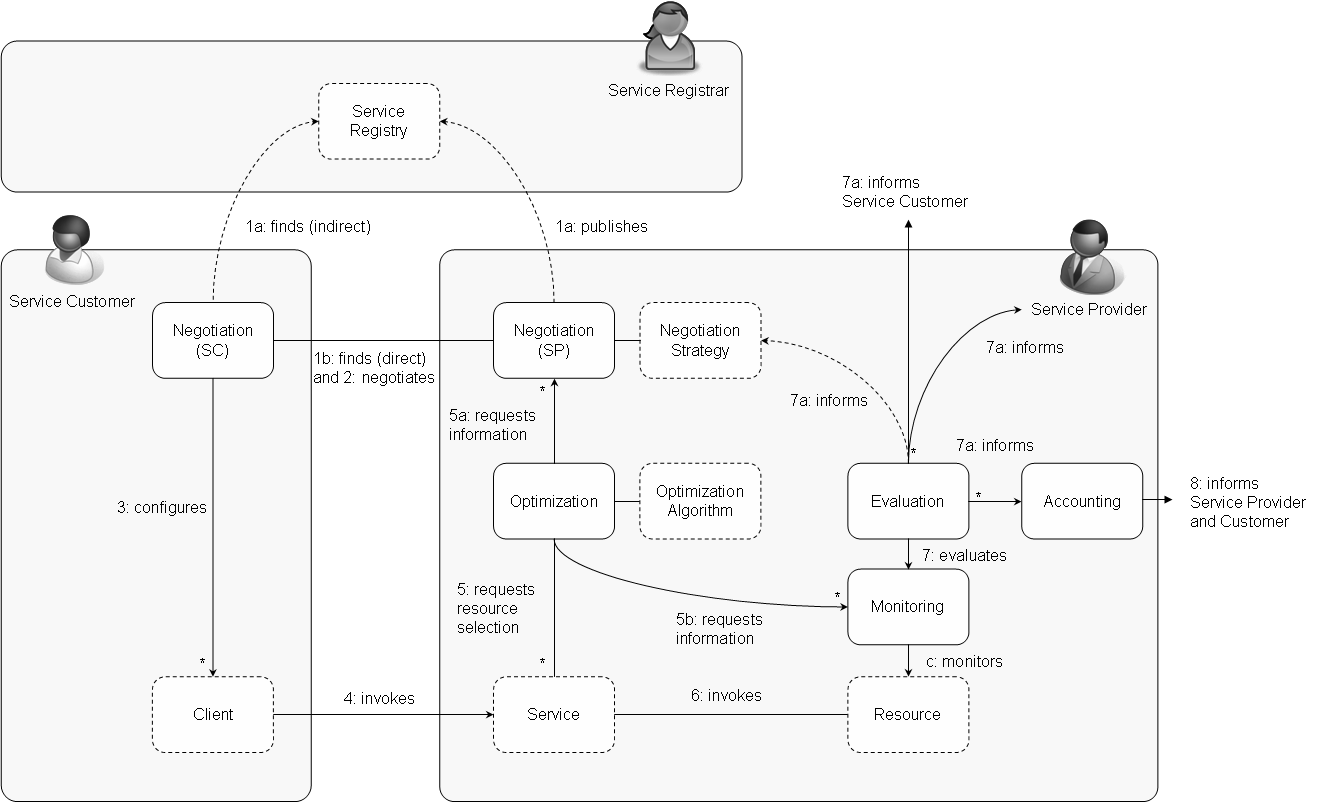 Service Registrar
Service
Registry
7a: informs
Service Customer
1a: finds (indirect)
1a: publishes
Service Customer
Service Provider
Negotiation
(SC)
Negotiation
(SP)
Negotiation
Strategy
1b: finds (direct)
and 2: negotiates
7a: informs
*
5a: requests
information
7a: informs
*
7a: informs
3: configures
Optimization
Optimization
Algorithm
Evaluation
*
Accounting
8: informs
Service Provider
and Customer
7: evaluates
5: requests
resource
selection
*
Monitoring
5b: requests
information
*
*
c: monitors
4: invokes
6: invokes
Client
Service
Resource